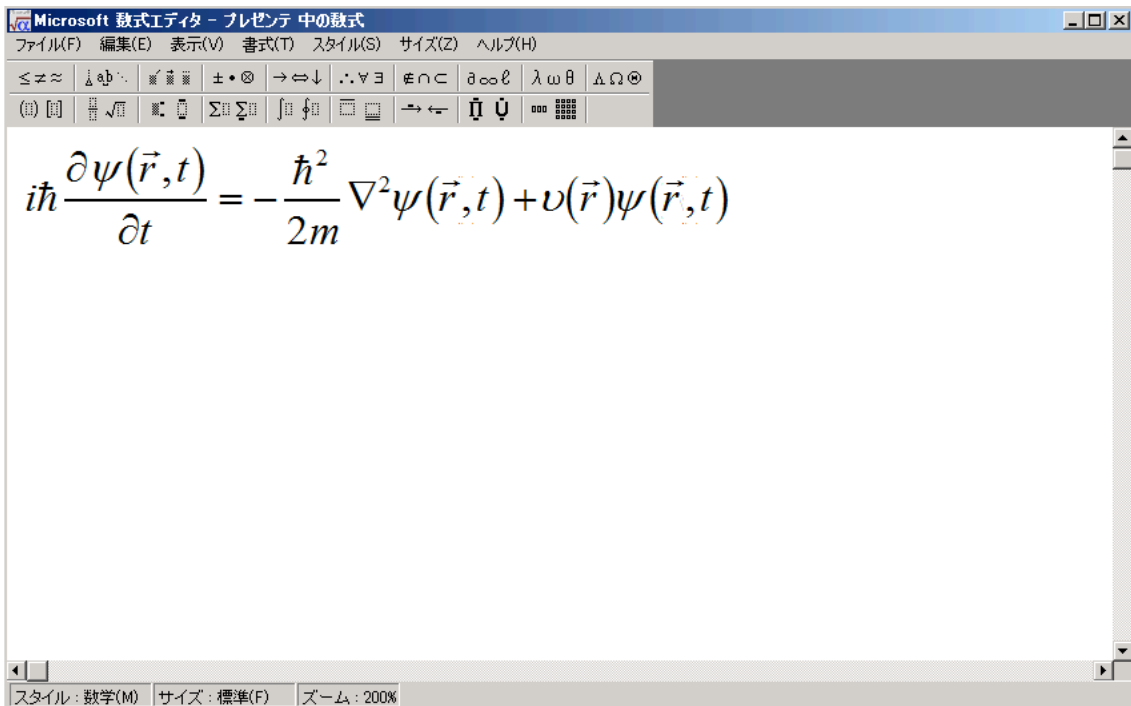 Microsoft 数式エディタ - プレゼンテ 中の数式
ファイル(F) 編集(E) 表示(V) 書式(T) スタイル(S) サイズ(Z) ヘルプ(H)
≤≠≈ ab ±•⊗ →⇔↓ ∴∀∃ ∉∩⊂ ∂∞ℓ λωθ ΛΩ⊛
√ Σ Σ ∫ ∮ → ← Π U
iħ ∂ψ(r⃗,t)/∂t = −ħ²/2m ∇²ψ(r⃗,t)+υ(r⃗)ψ(r⃗,t)
スタイル : 数学(M) サイズ : 標準(F) ズーム : 200%